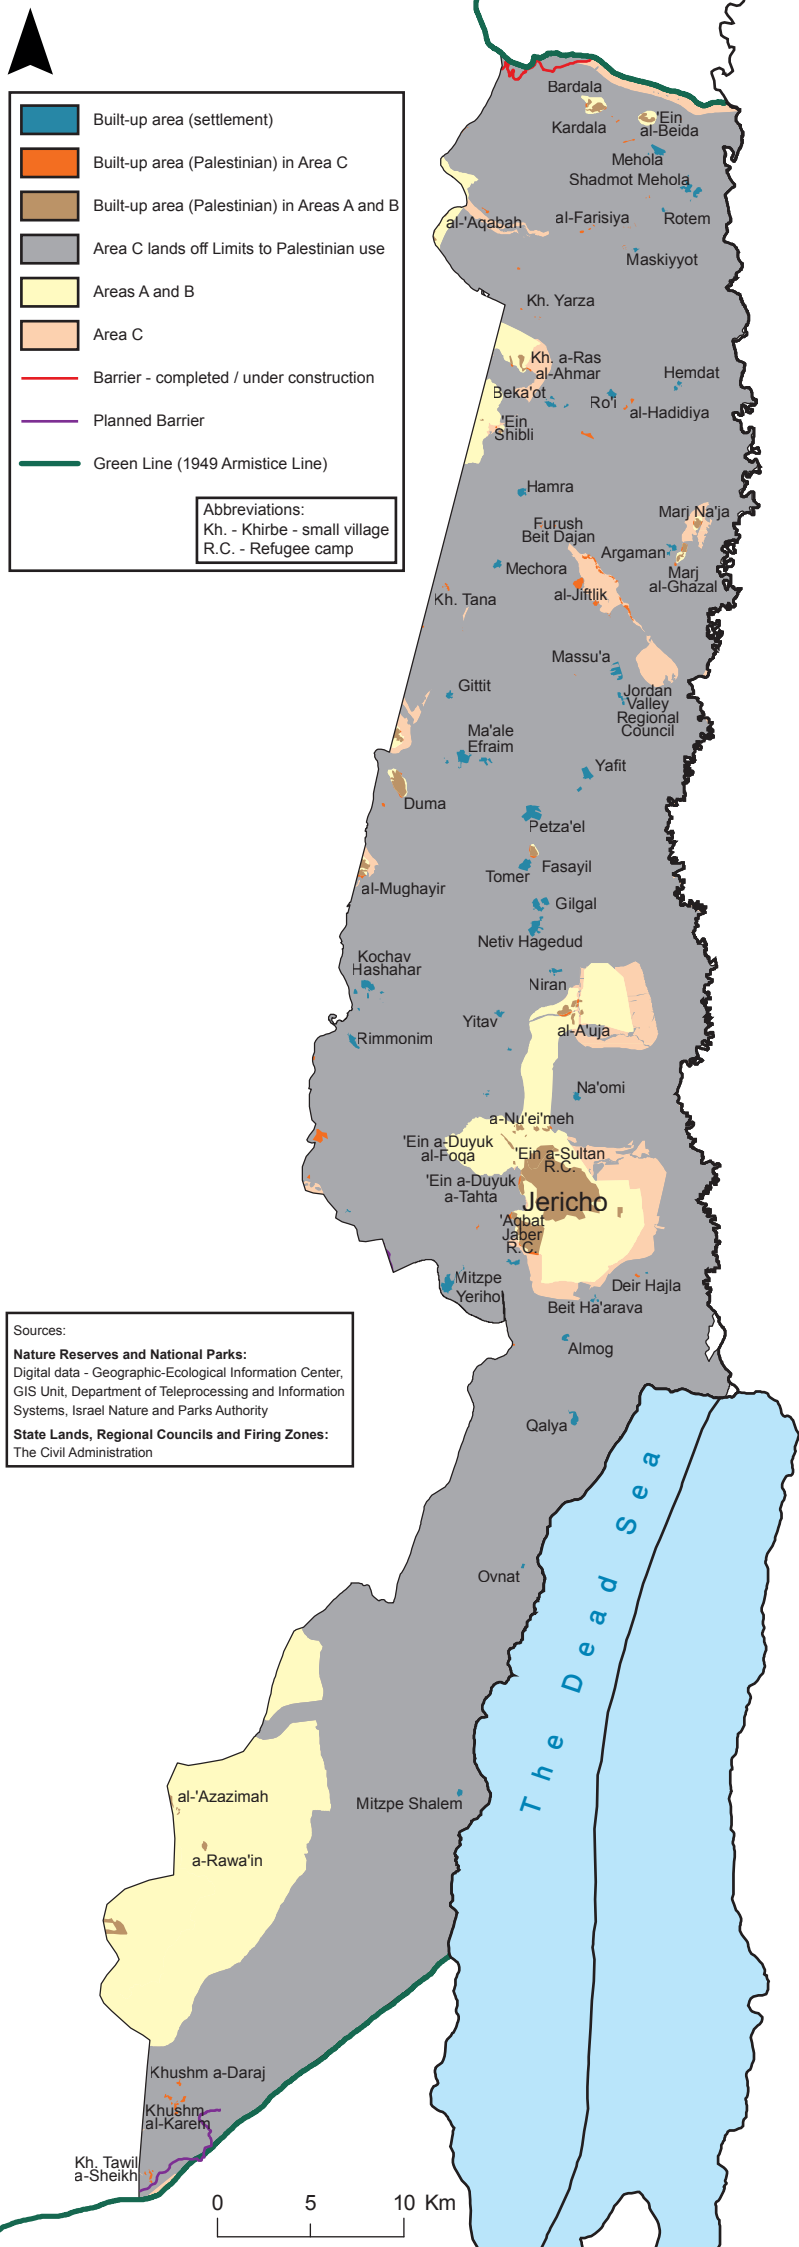 Built-up area (settlement)
Built-up area (Palestinian) in Area C
Built-up area (Palestinian) in Areas A and B
Area C lands off Limits to Palestinian use
Areas A and B
Area C
Barrier - completed / under construction
Planned Barrier
Green Line (1949 Armistice Line)
Abbreviations:
Kh. - Khirbe - small village
R.C. - Refugee camp
Bardala
Kardala
'Ein
al-Beida
Mehola
Shadmot Mehola
al-'Aqabah
al-Farisiya
Rotem
Maskiyyot
Kh. Yarza
Kh. a-Ras
al-Ahmar
Hemdat
Beka'ot
Ro'i
al-Hadidiya
'Ein
Shibli
Hamra
Furush
Beit Dajan
Marj Na'ja
Argaman
Mechora
Marj
al-Ghazal
Kh. Tana
al-Jiftlik
Massu'a
Gittit
Jordan
Valley
Regional
Council
Ma'ale
Efraim
Yafit
Duma
Petza'el
Fasayil
Tomer
al-Mughayir
Gilgal
Netiv Hagedud
Kochav
Hashahar
Niran
Yitav
al-A'uja
Rimmonim
Na'omi
a-Nu'ei'meh
'Ein a-Duyuk
al-Foqa
'Ein a-Sultan
R.C.
'Ein a-Duyuk
a-Tahta
Jericho
'Aqbat
Jaber
R.C.
Mitzpe
Yeriho
Deir Hajla
Beit Ha'arava
Almog
Sources:
Nature Reserves and National Parks:
Digital data - Geographic-Ecological Information Center,
GIS Unit, Department of Teleprocessing and Information
Systems, Israel Nature and Parks Authority
State Lands, Regional Councils and Firing Zones:
The Civil Administration
Qalya
The Dead Sea
Ovnat
al-'Azazimah
Mitzpe Shalem
a-Rawa'in
Khushm a-Daraj
Khushm
al-Karem
Kh. Tawil
a-Sheikh
0 5 10 Km